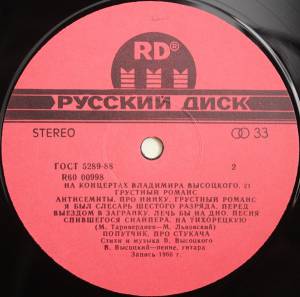 RD®
РУССКИЙ ДИСК
STEREO
33
ГОСТ 5289-88
2
R60 00998
НА КОНЦЕРТАХ ВЛАДИМИРА ВЫСОЦКОГО, 21
ГРУСТНЫЙ РОМАНС
АНТИСЕМИТЫ, ПРО НИНКУ, ГРУСТНЫЙ РОМАНС
Я БЫЛ СЛЕСАРЬ ШЕСТОГО РАЗРЯДА, ПЕРЕД
ВЫЕЗДОМ В ЗАГРАНКУ, ЛЕЧЬ БЫ НА ДНО, ПЕСНЯ
СПИВШЕГОСЯ СНАЙПЕРА, НА ТИХОРЕЦКУЮ
(М. Таривердиев — М. Львовский)
ПОПУТЧИК, ПРО СТУКАЧА
Стихи и музыка В. Высоцкого
В. Высоцкий — пение, гитара
Запись 1966 г.